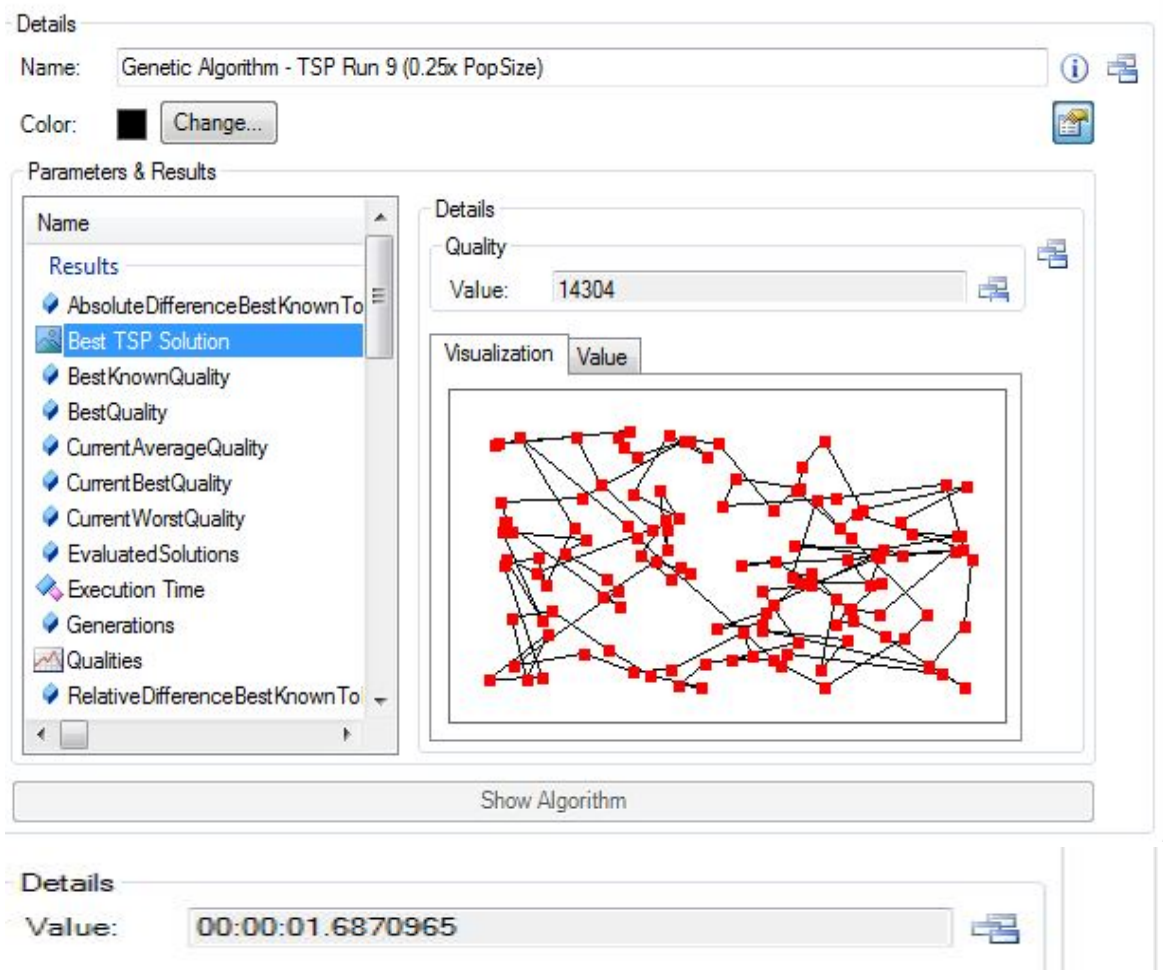 Details
Name: Genetic Algorithm - TSP Run 9 (0.25x PopSize)
Color: Change...
Parameters & Results
Name
Results
AbsoluteDifferenceBestKnownTo
Best TSP Solution
BestKnownQuality
BestQuality
CurrentAverageQuality
CurrentBestQuality
CurrentWorstQuality
EvaluatedSolutions
Execution Time
Generations
Qualities
RelativeDifferenceBestKnownTo
Details
Quality
Value: 14304
Visualization Value
Show Algorithm
Details
Value: 00:00:01.6870965